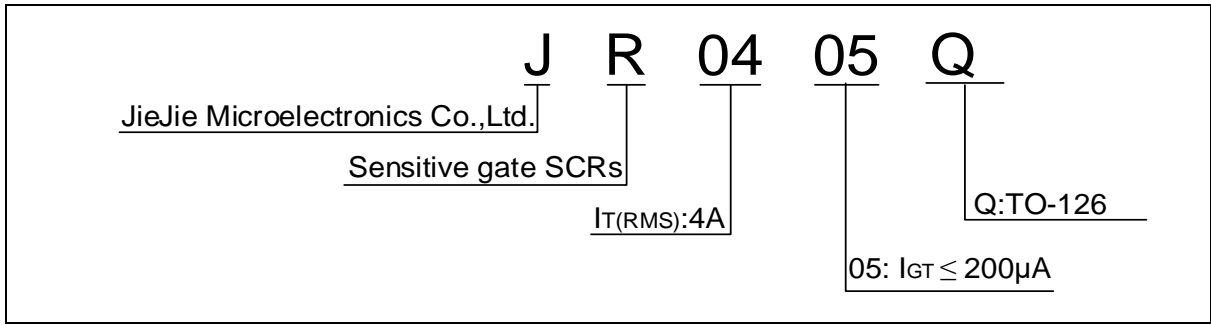 J R 04 05 Q
JieJie Microelectronics Co.,Ltd.
Sensitive gate SCRs
IT(RMS):4A
Q:TO-126
05: IGT ≤ 200μA